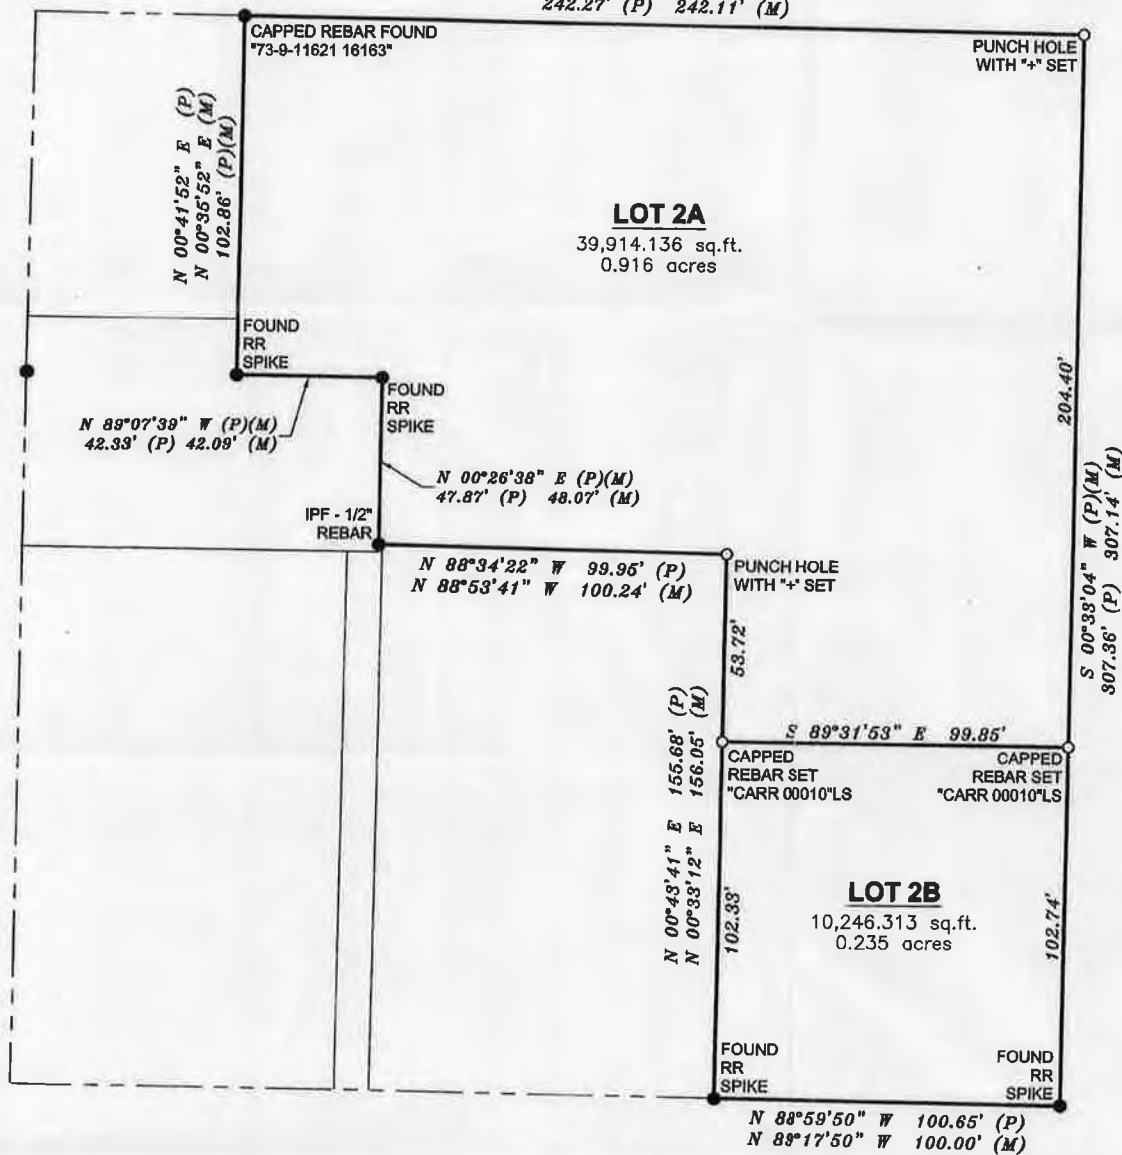 242.27' (P) 242.11' (M)
CAPPED REBAR FOUND
"73-9-11621 16163"
PUNCH HOLE
WITH "+" SET
N 00°41'52" E (P)
N 00°35'52" E (M)
102.86' (P)(M)
LOT 2A
39,914.136 sq.ft.
0.916 acres
FOUND
RR
SPIKE
FOUND
RR
SPIKE
N 89°07'39" W (P)(M)
42.33' (P) 42.09' (M)
N 00°26'38" E (P)(M)
47.87' (P) 48.07' (M)
204.40'
S 00°33'04" W (P)(M)
307.36' (P) 307.14' (M)
IPF - 1/2"
REBAR
N 88°34'22" W 99.95' (P)
N 88°53'41" W 100.24' (M)
PUNCH HOLE
WITH "+" SET
53.72'
N 00°43'41" E 155.68' (P)
N 00°33'12" E 156.05' (M)
S 89°31'53" E 99.85'
CAPPED
REBAR SET
"CARR 00010"LS
CAPPED
REBAR SET
"CARR 00010"LS
LOT 2B
10,246.313 sq.ft.
0.235 acres
102.33'
102.74'
FOUND
RR
SPIKE
FOUND
RR
SPIKE
N 88°59'50" W 100.65' (P)
N 89°17'50" W 100.00' (M)